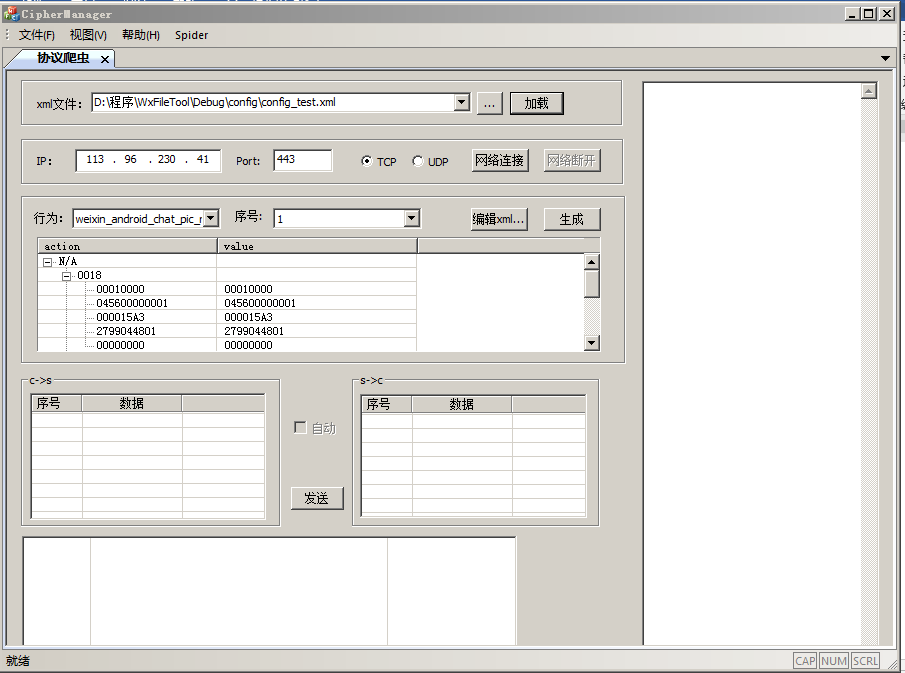 CipherManager
文件(F) 视图(V) 帮助(H) Spider
协议爬虫
xml文件: D:\程序\WxFileTool\Debug\config\config_test.xml ... 加载
IP: 113 . 96 . 230 . 41 Port: 443 TCP UDP 网络连接 网络断开
行为: weixin_android_chat_pic_r 序号: 1 编辑xml... 生成
action value
N/A
0018
00010000 00010000
045600000001 045600000001
000015A3 000015A3
2799044801 2799044801
00000000 00000000
c->s s->c
序号 数据 序号 数据
自动
发送
就绪 CAP NUM SCRL